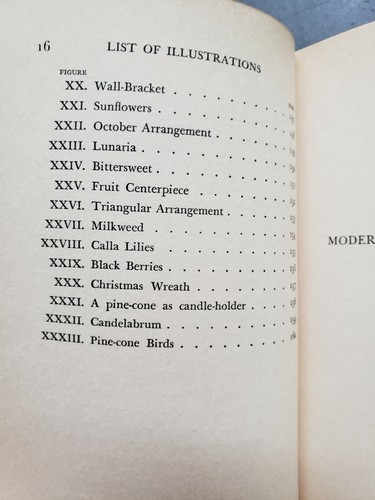 16 LIST OF ILLUSTRATIONS
FIGURE
XX. Wall-Bracket . . . . . . . .
XXI. Sunflowers . . . . . . . .
XXII. October Arrangement . . . . .
XXIII. Lunaria . . . . . . . . .
XXIV. Bittersweet . . . . . . . .
XXV. Fruit Centerpiece . . . . . .
XXVI. Triangular Arrangement . . . .
XXVII. Milkweed . . . . . . . .
XXVIII. Calla Lilies . . . . . . . .
XXIX. Black Berries . . . . . . .
XXX. Christmas Wreath . . . . . .
XXXI. A pine-cone as candle-holder . . .
XXXII. Candelabrum . . . . . . .
XXXIII. Pine-cone Birds . . . . . . .
MODER